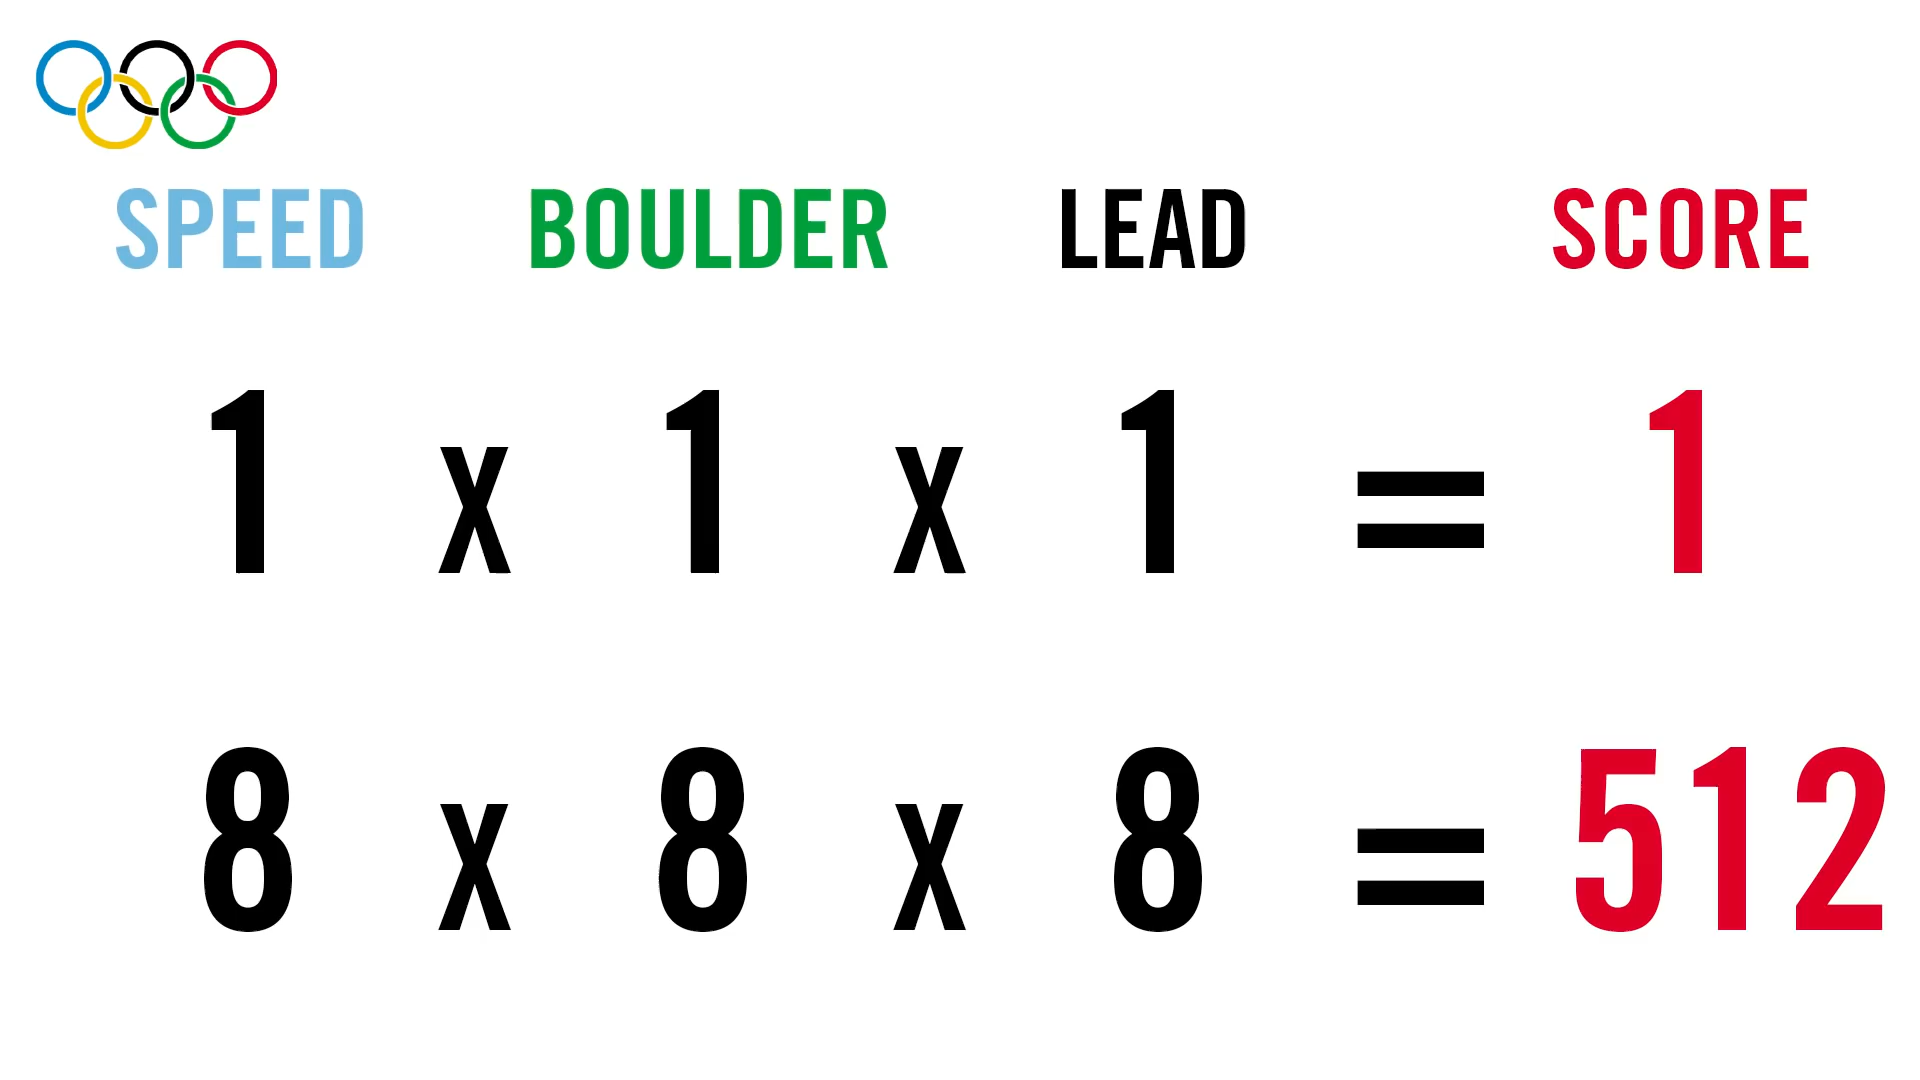 SPEED BOULDER LEAD SCORE
1 x 1 x 1 = 1
8 x 8 x 8 = 512